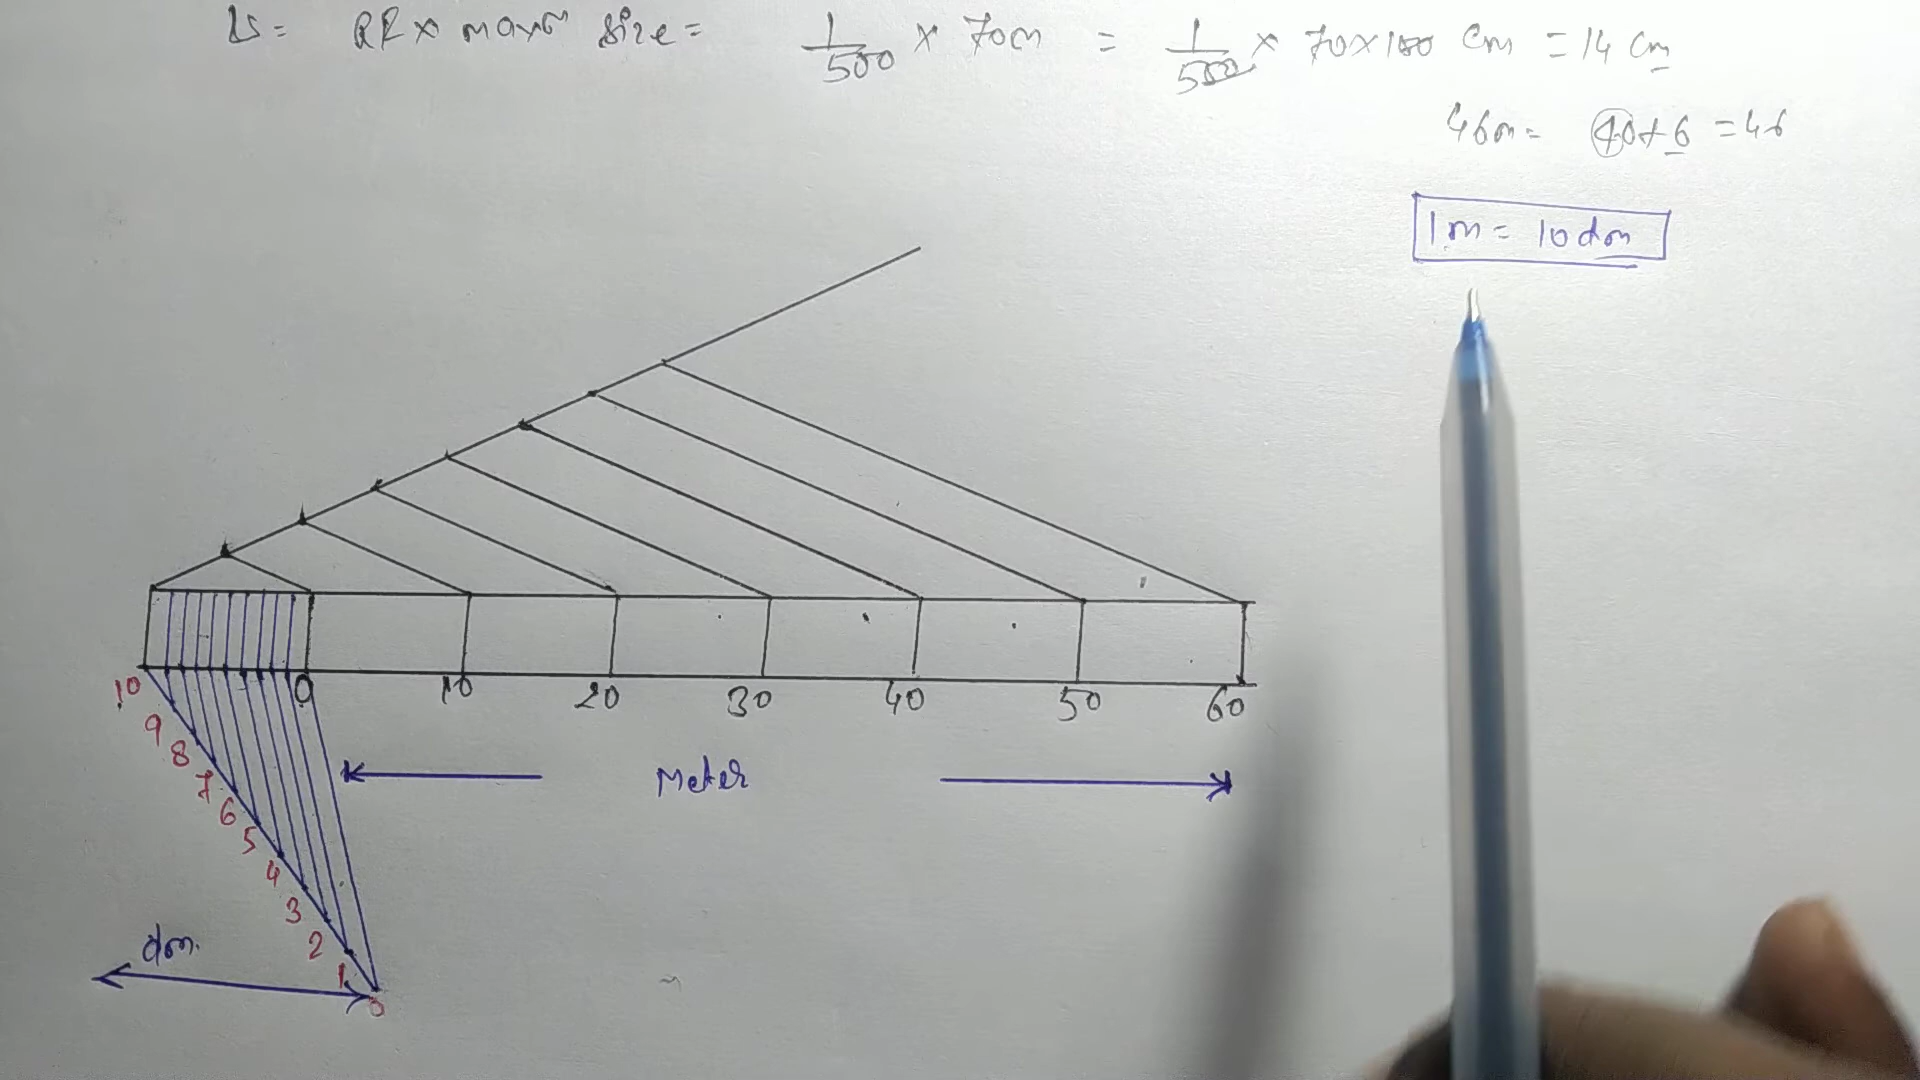 LS = RF × maxm size = 1/500 × 70m = 1/500 × 70×100 cm = 14 cm
46m = 40+6 = 46
1m = 10dm
10 0 10 20 30 40 50 60
9
8
7
6
5
4
3
2
1
0
Meter
dm.